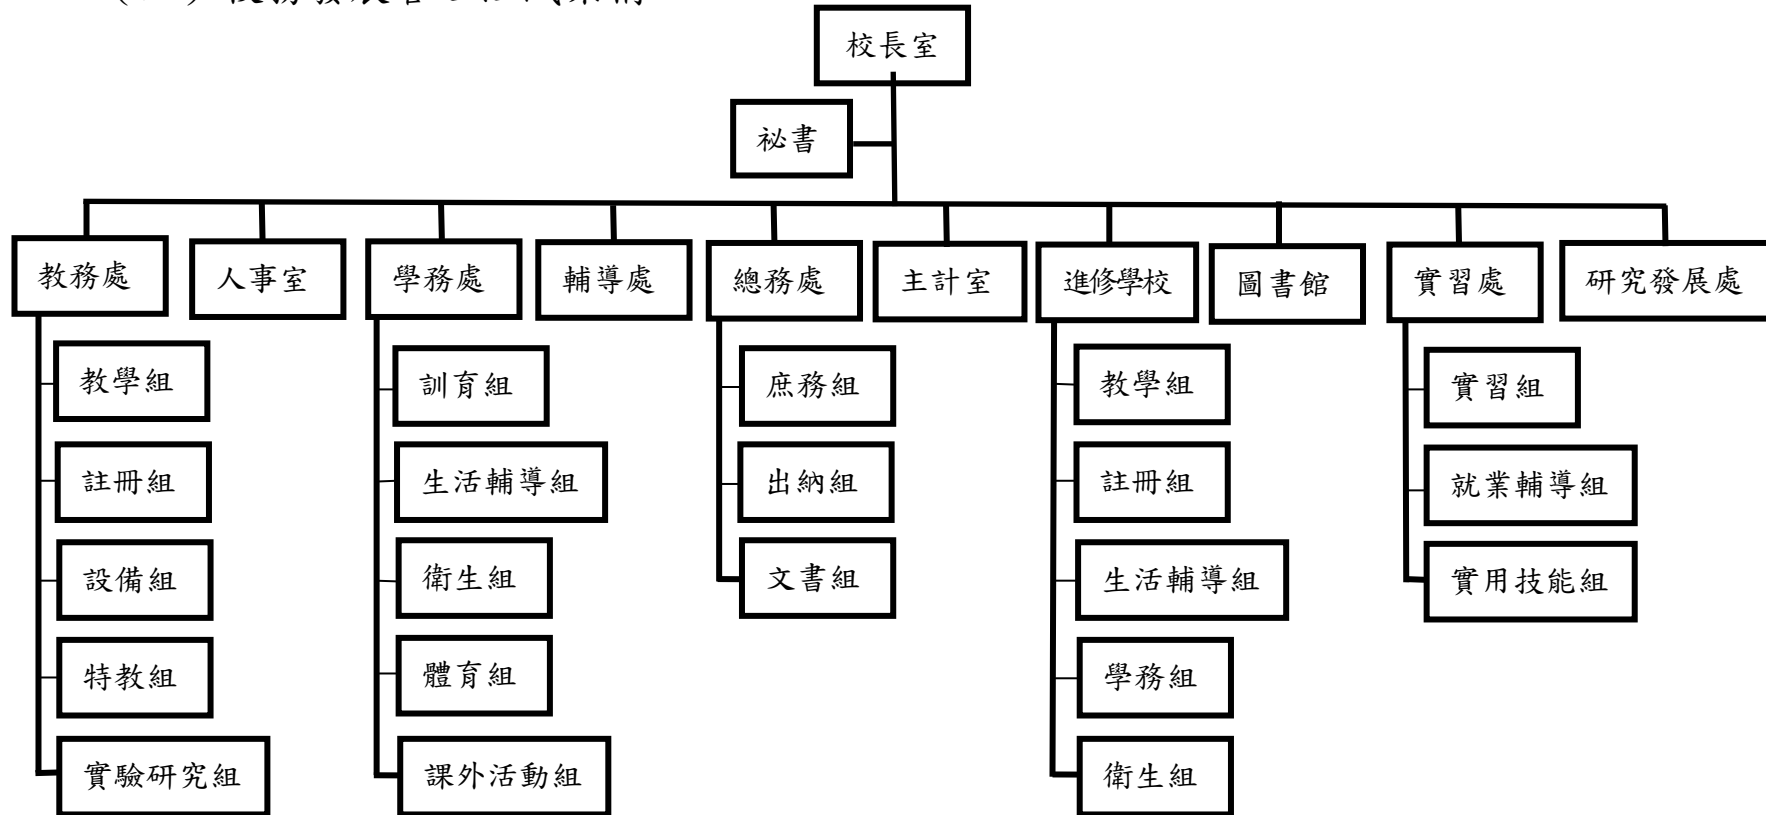 校長室
祕書
教務處
人事室
學務處
輔導處
總務處
主計室
進修學校
圖書館
實習處
研究發展處
教學組
註冊組
設備組
特教組
實驗研究組
訓育組
生活輔導組
衛生組
體育組
課外活動組
庶務組
出納組
文書組
教學組
註冊組
生活輔導組
學務組
衛生組
實習組
就業輔導組
實用技能組